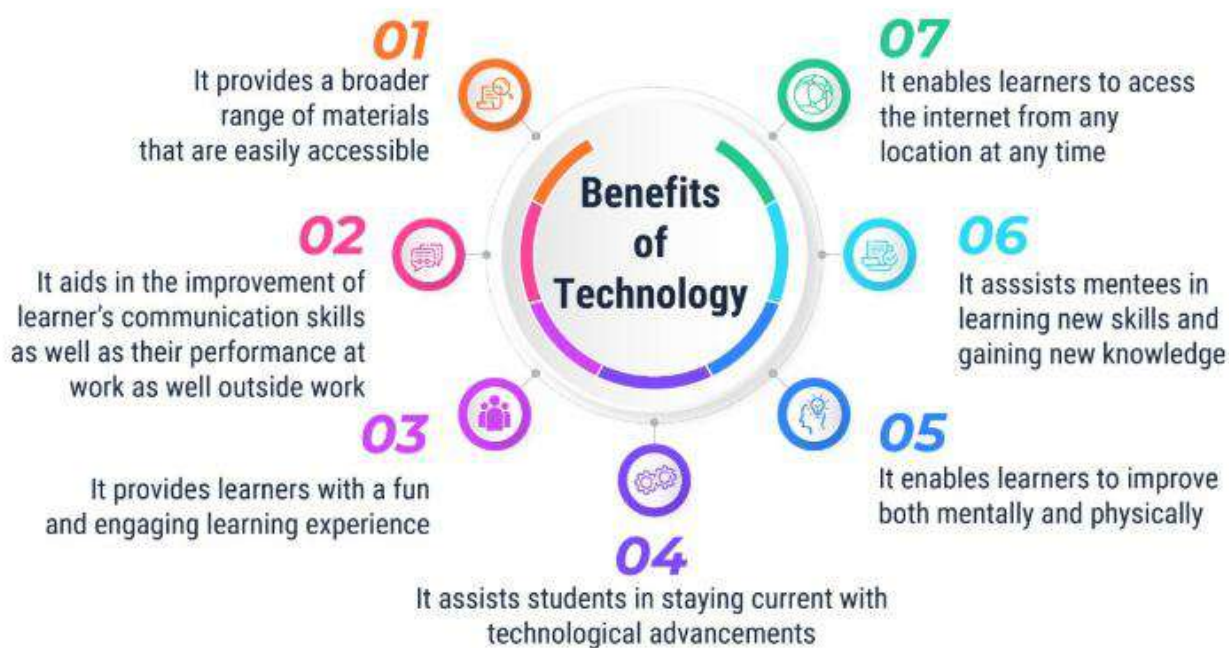 01
It provides a broader
range of materials
that are easily accessible
02
It aids in the improvement of
learner's communication skills
as well as their performance at
work as well outside work
03
It provides learners with a fun
and engaging learning experience
04
It assists students in staying current with
technological advancements
05
It enables learners to improve
both mentally and physically
06
It asssists mentees in
learning new skills and
gaining new knowledge
07
It enables learners to acess
the internet from any
location at any time
Benefits
of
Technology